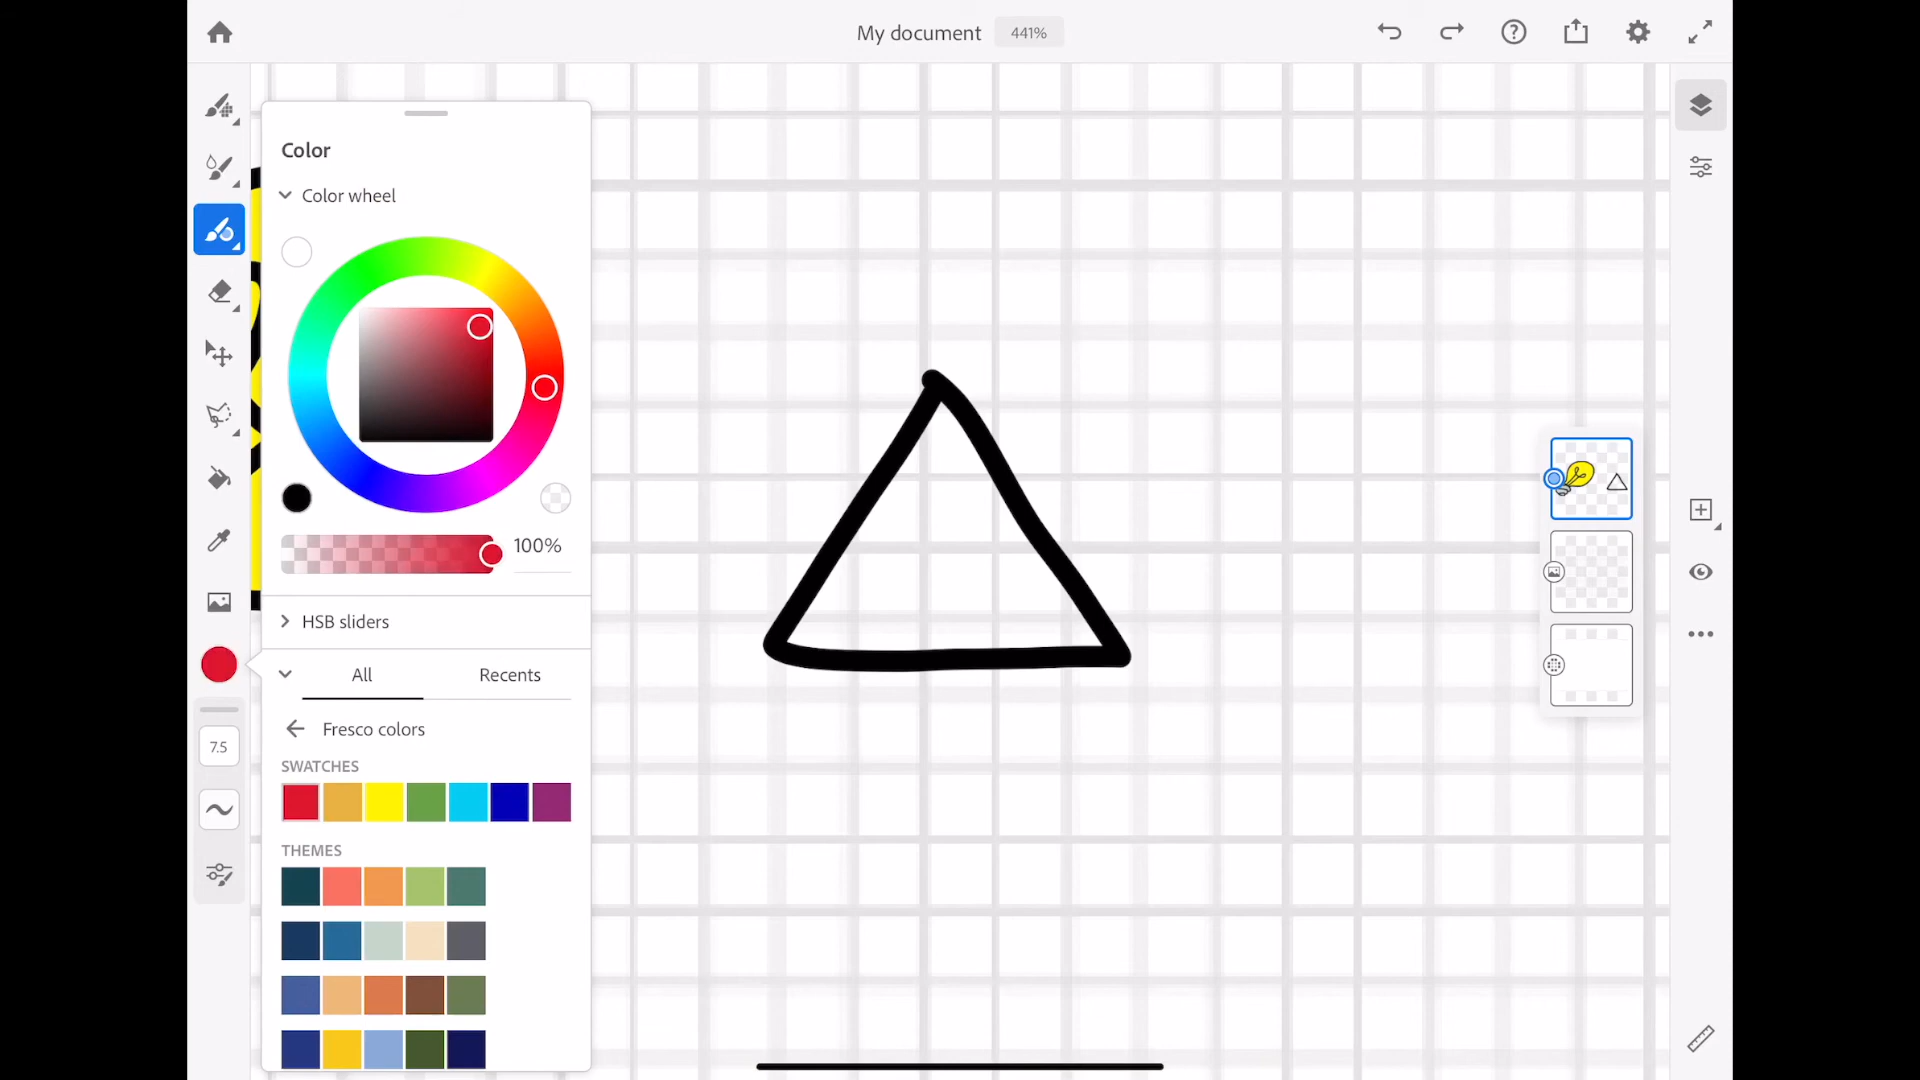 My document 441%
Color
Color wheel
100%
HSB sliders
All Recents
Fresco colors
SWATCHES
THEMES
7.5